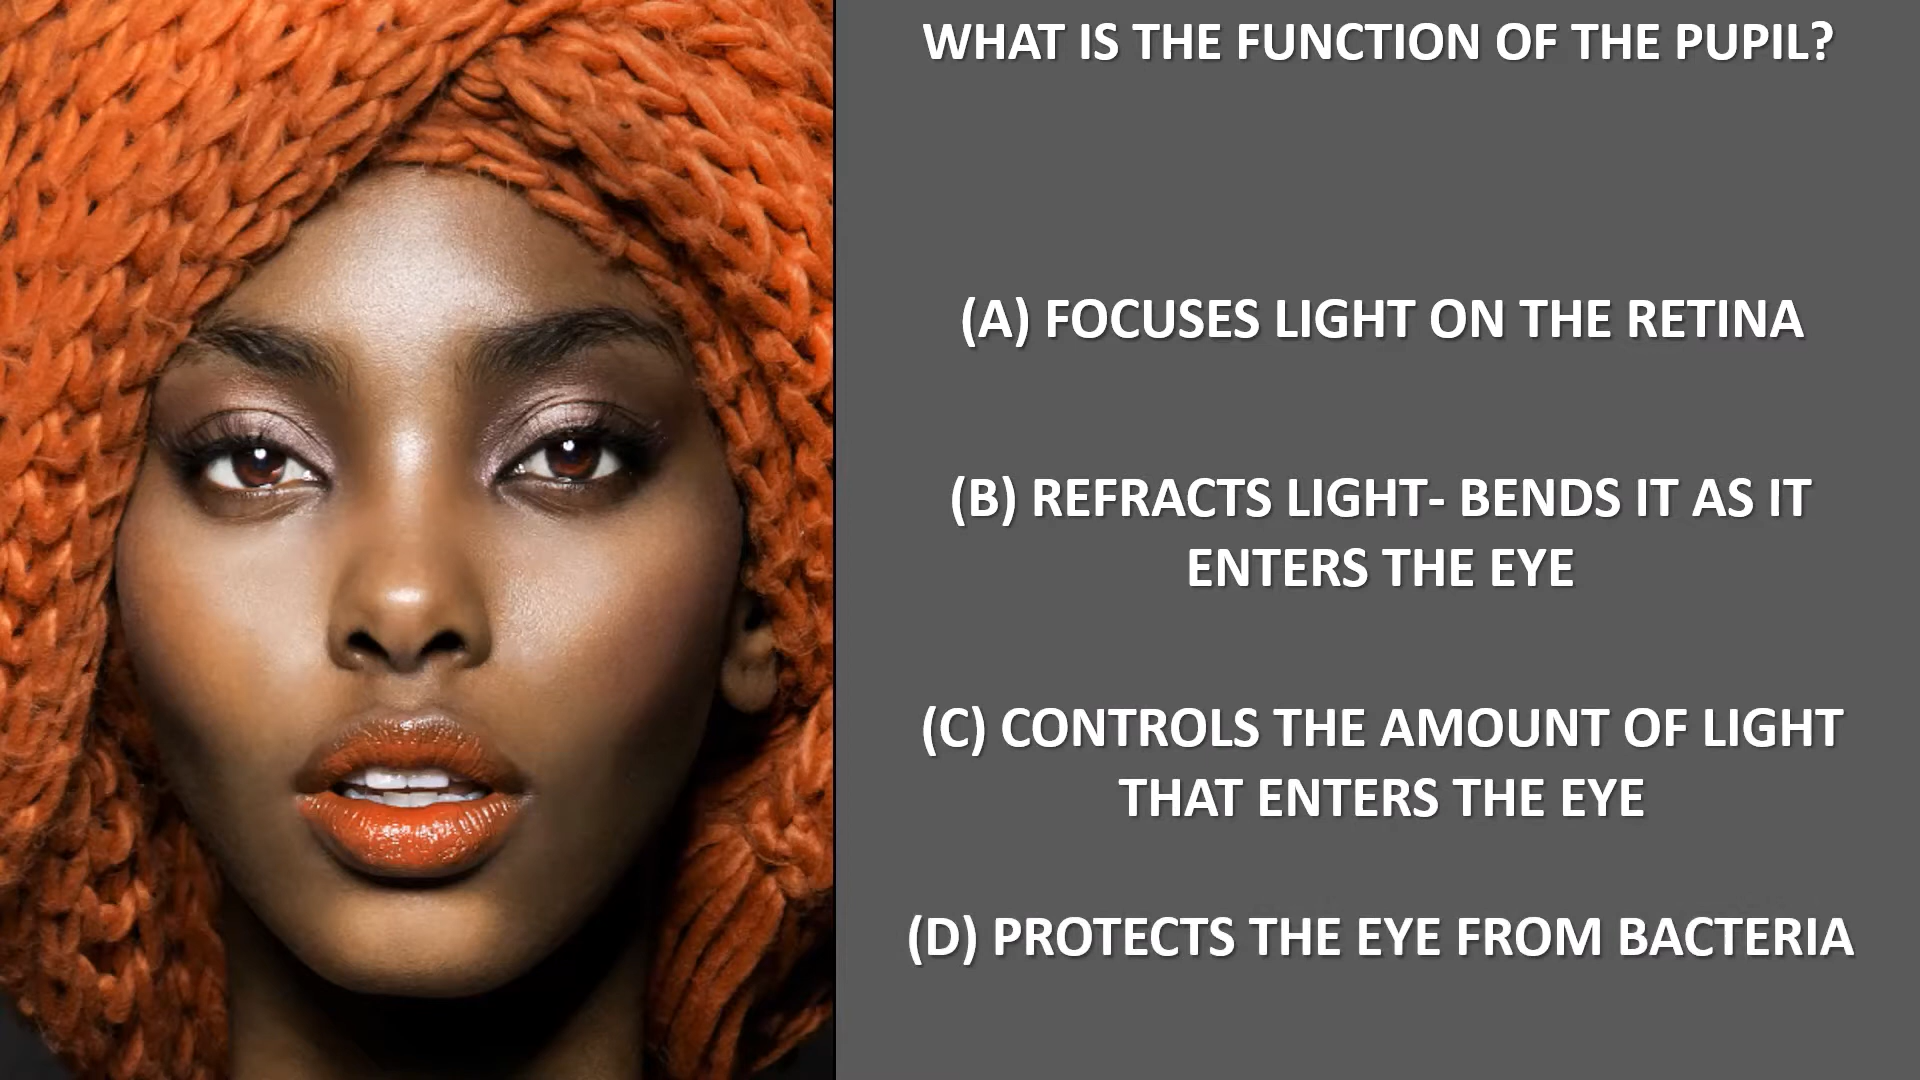 WHAT IS THE FUNCTION OF THE PUPIL?
(A) FOCUSES LIGHT ON THE RETINA
(B) REFRACTS LIGHT- BENDS IT AS IT
ENTERS THE EYE
(C) CONTROLS THE AMOUNT OF LIGHT
THAT ENTERS THE EYE
(D) PROTECTS THE EYE FROM BACTERIA